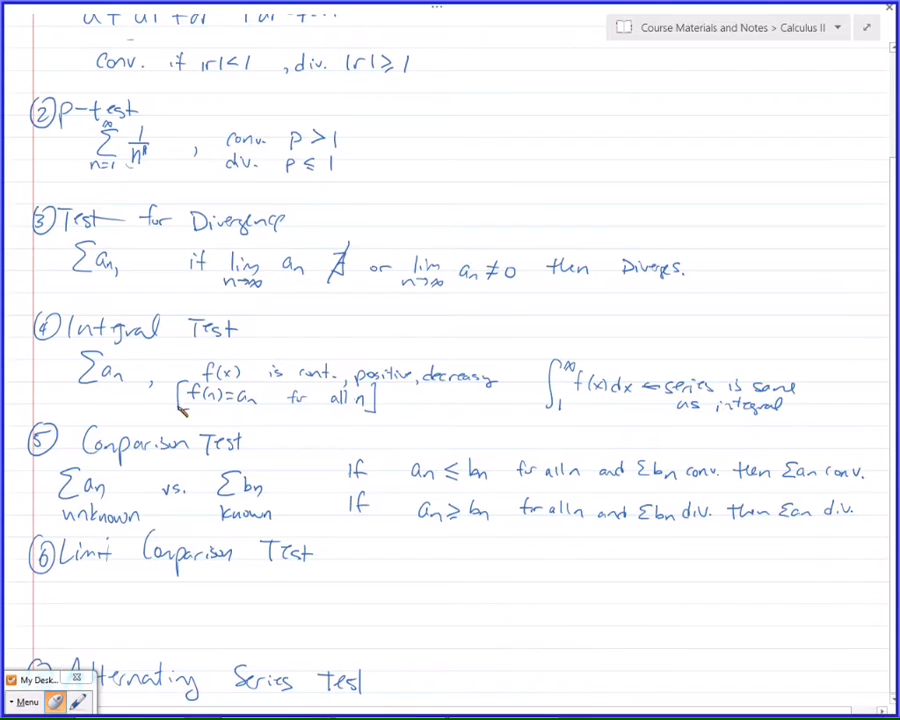 Course Materials and Notes > Calculus II
Conv. if |r|<1 , div. |r|≥1
② p-test
∞
∑ 1/n^p , conv. p > 1
n=1 div. p ≤ 1
③ Test for Divergence
∑an, if lim n→∞ an ∄ or lim n→∞ an ≠ 0 then Diverges.
④ Intgral Test
∑an , f(x) is cont., positive, decreasing ∫₁^∞ f(x)dx ← series is same
[f(n)=an for all n] as integral
⑤ Comparison Test
∑an vs. ∑bn If an ≤ bn for all n and ∑bn conv. then ∑an conv.
unknown known If an ≥ bn for all n and ∑bn div. then ∑an div.
⑥ Limit Comparison Test
Alternating Series Test
My Desk...
Menu